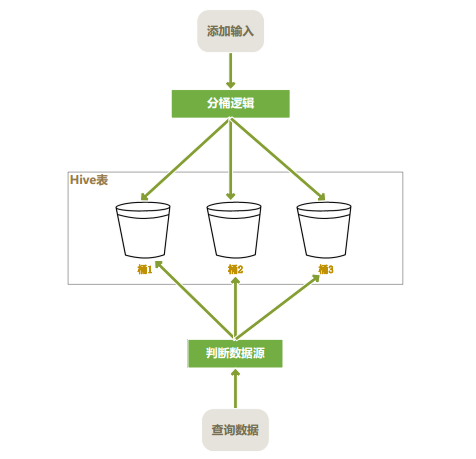 添加输入
分桶逻辑
Hive表
桶1
桶2
桶3
判断数据源
查询数据